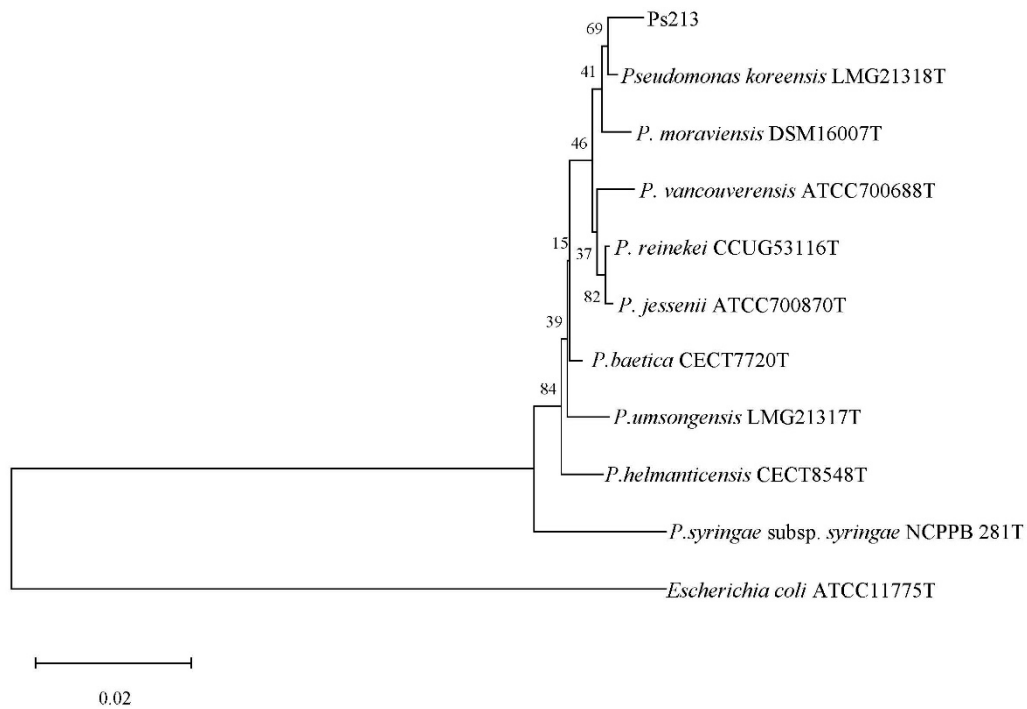 69
Ps213
41
Pseudomonas koreensis LMG21318T
P. moraviensis DSM16007T
46
P. vancouverensis ATCC700688T
15
37
P. reinekei CCUG53116T
82
P. jessenii ATCC700870T
39
P.baetica CECT7720T
84
P.umsongensis LMG21317T
P.helmanticensis CECT8548T
P.syringae subsp. syringae NCPPB 281T
Escherichia coli ATCC11775T
0.02